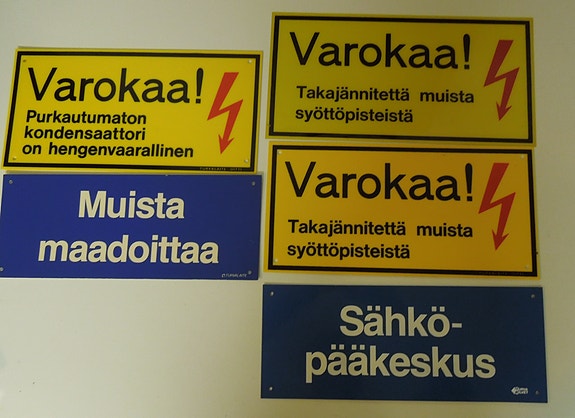 Varokaa!
Purkautumaton
kondensaattori
on hengenvaarallinen
Muista
maadoittaa
Varokaa!
Takajännitettä muista
syöttöpisteistä
Varokaa!
Takajännitettä muista
syöttöpisteistä
Sähkö-
pääkeskus